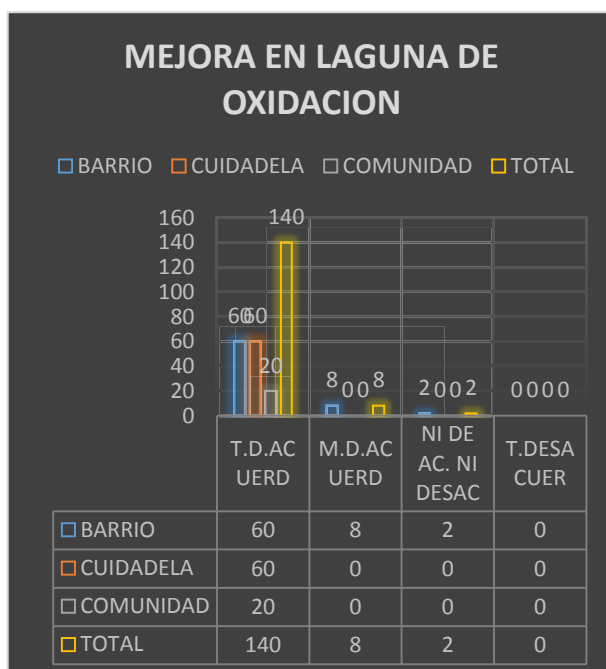 MEJORA EN LAGUNA DE
OXIDACION
BARRIO CUIDADELA COMUNIDAD TOTAL
160
140
120
100
80
60
40
20
0
60 60 20 140
8 0 0 8
2 0 0 2
0 0 0 0
T.D.AC
UERD
M.D.AC
UERD
NI DE
AC. NI
DESAC
T.DESA
CUER
BARRIO 60 8 2 0
CUIDADELA 60 0 0 0
COMUNIDAD 20 0 0 0
TOTAL 140 8 2 0